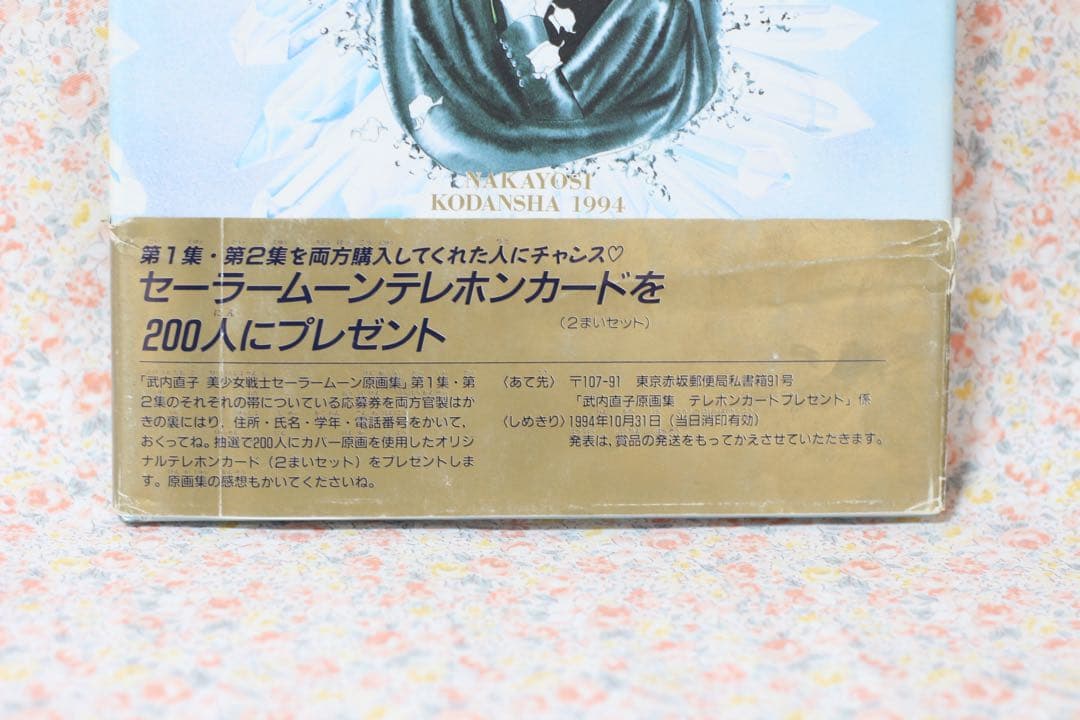 NAKAYOSI
KODANSHA 1994
第1集・第2集を両方購入してくれた人にチャンス♡
セーラームーンテレホンカードを
200人にプレゼント
(2まいセット)
「武内直子 美少女戦士セーラームーン原画集」第1集・第
2集のそれぞれの帯についている応募券を両方官製はが
きの裏にはり、住所・氏名・学年・電話番号をかいて、
おくってね。抽選で200人にカバー原画を使用したオリジ
ナルテレホンカード(2まいセット)をプレゼントしま
す。原画集の感想もかいてくださいね。
〈あて先〉 〒107-91 東京赤坂郵便局私書箱91号
「武内直子原画集 テレホンカードプレゼント」係
〈しめきり〉1994年10月31日(当日消印有効)
発表は、賞品の発送をもってかえさせていただきます。